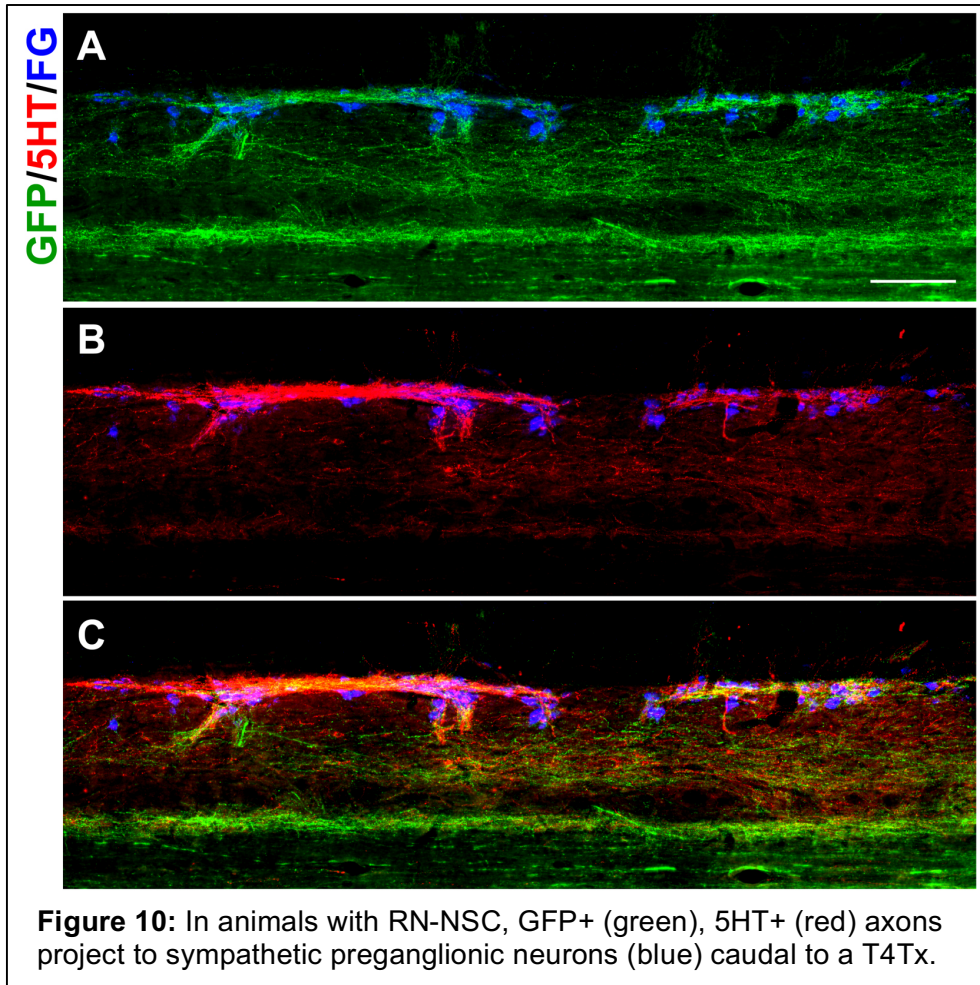 GFP/5HT/FG
A
B
C
Figure 10: In animals with RN-NSC, GFP+ (green), 5HT+ (red) axons
project to sympathetic preganglionic neurons (blue) caudal to a T4Tx.